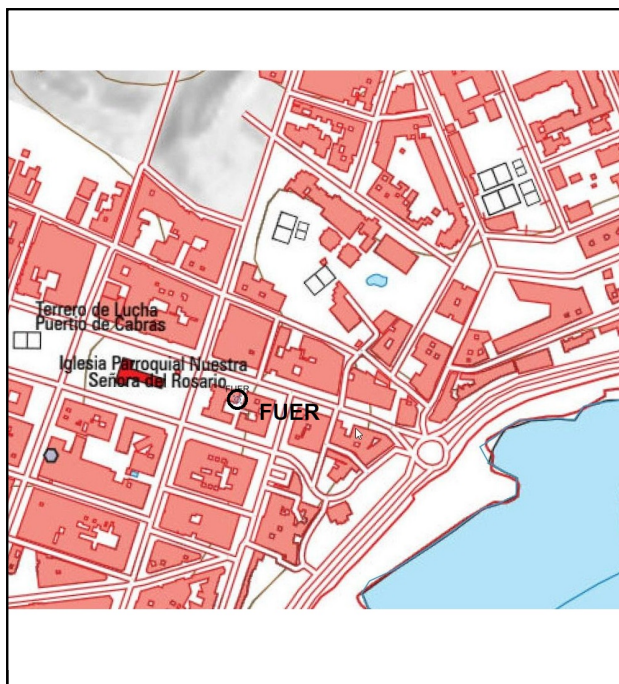 Terrero de Lucha
Puertio de Cabras
Iglesia Parroquial Nuestra
Señora del Rosario
FUER
FUER